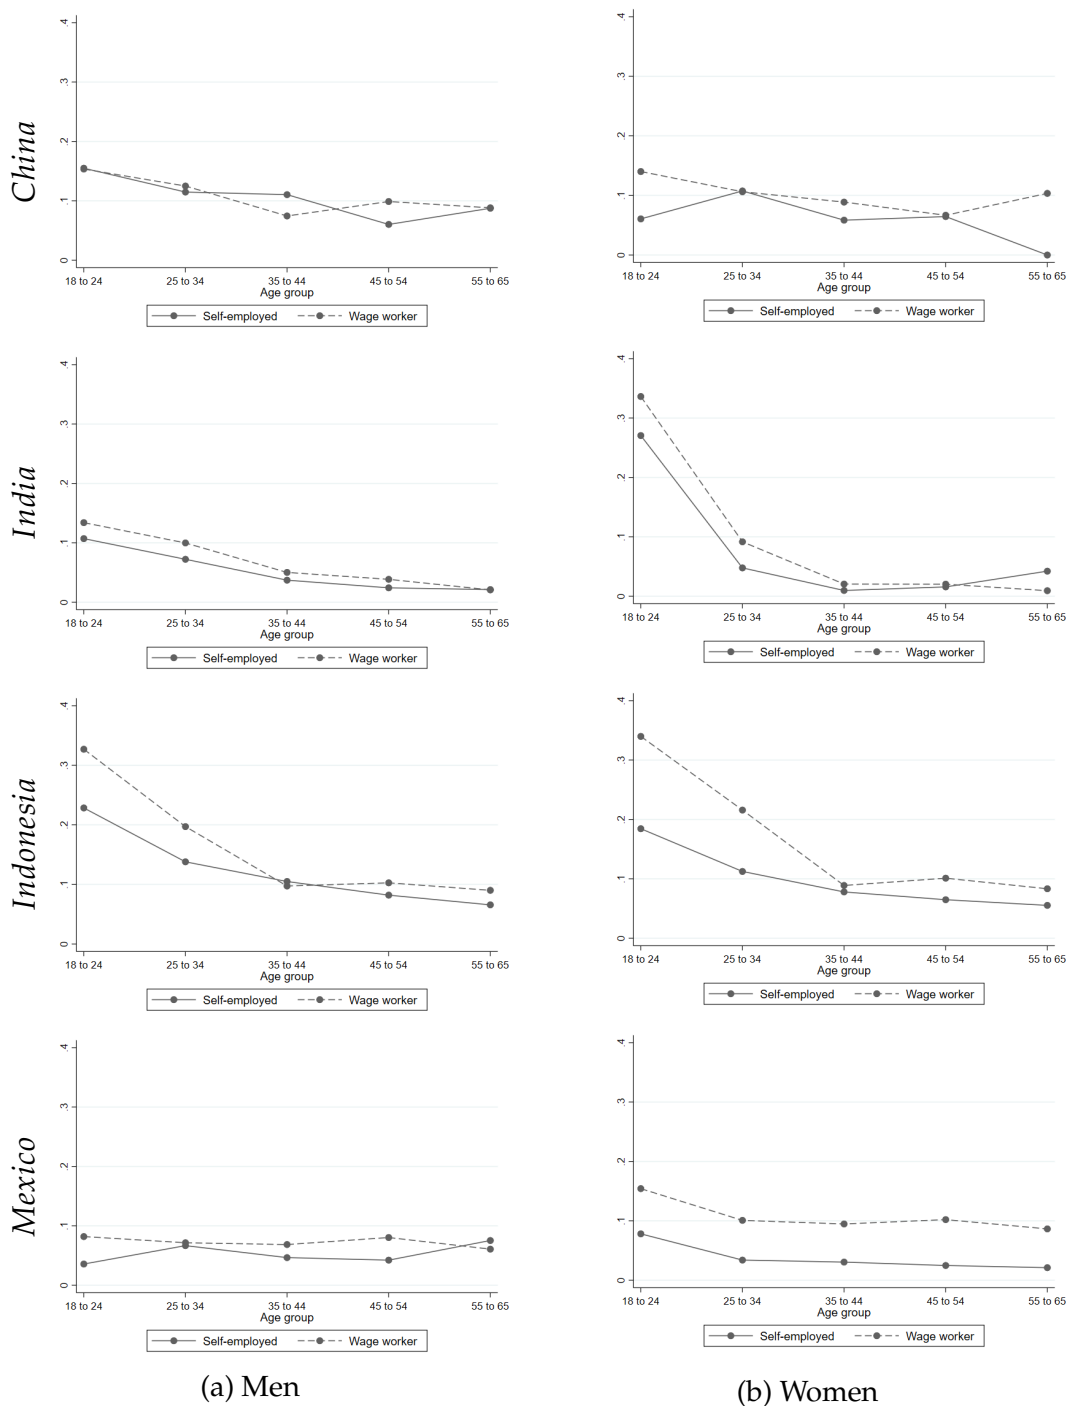 China
.4
.3
.2
.1
0
18 to 24 25 to 34 35 to 44 45 to 54 55 to 65
Age group
Self-employed Wage worker
.4
.3
.2
.1
0
18 to 24 25 to 34 35 to 44 45 to 54 55 to 65
Age group
Self-employed Wage worker
India
.4
.3
.2
.1
0
18 to 24 25 to 34 35 to 44 45 to 54 55 to 65
Age group
Self-employed Wage worker
.4
.3
.2
.1
0
18 to 24 25 to 34 35 to 44 45 to 54 55 to 65
Age group
Self-employed Wage worker
Indonesia
.4
.3
.2
.1
0
18 to 24 25 to 34 35 to 44 45 to 54 55 to 65
Age group
Self-employed Wage worker
.4
.3
.2
.1
0
18 to 24 25 to 34 35 to 44 45 to 54 55 to 65
Age group
Self-employed Wage worker
Mexico
.4
.3
.2
.1
0
18 to 24 25 to 34 35 to 44 45 to 54 55 to 65
Age group
Self-employed Wage worker
.4
.3
.2
.1
0
18 to 24 25 to 34 35 to 44 45 to 54 55 to 65
Age group
Self-employed Wage worker
(a) Men
(b) Women